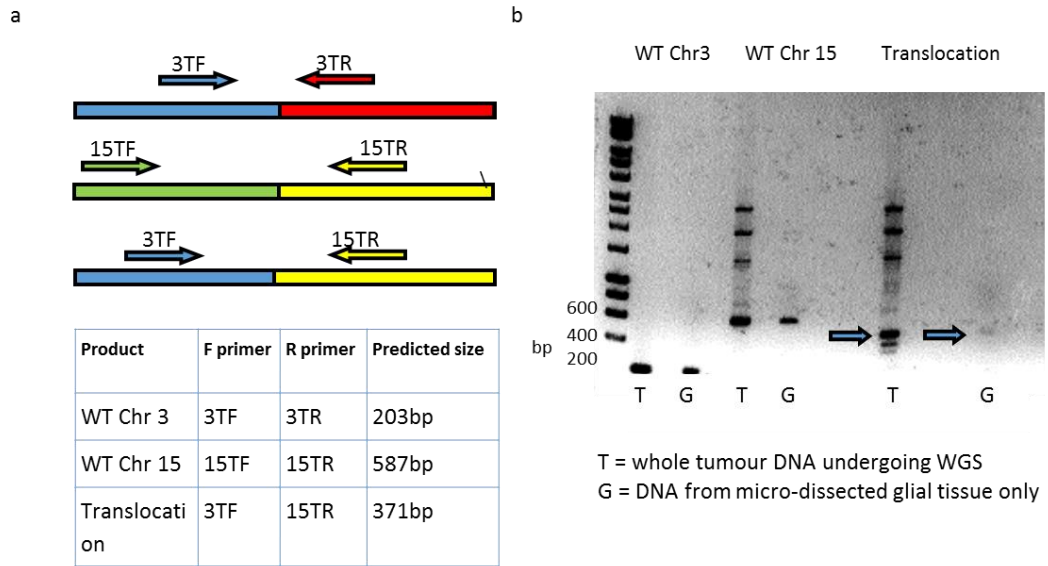 a
3TF 3TR
15TF 15TR
3TF 15TR
Product F primer R primer Predicted size
WT Chr 3 3TF 3TR 203bp
WT Chr 15 15TF 15TR 587bp
Translocati
on 3TF 15TR 371bp
b
WT Chr3 WT Chr 15 Translocation
600
400
bp
200
T G T G T G
T = whole tumour DNA undergoing WGS
G = DNA from micro-dissected glial tissue only